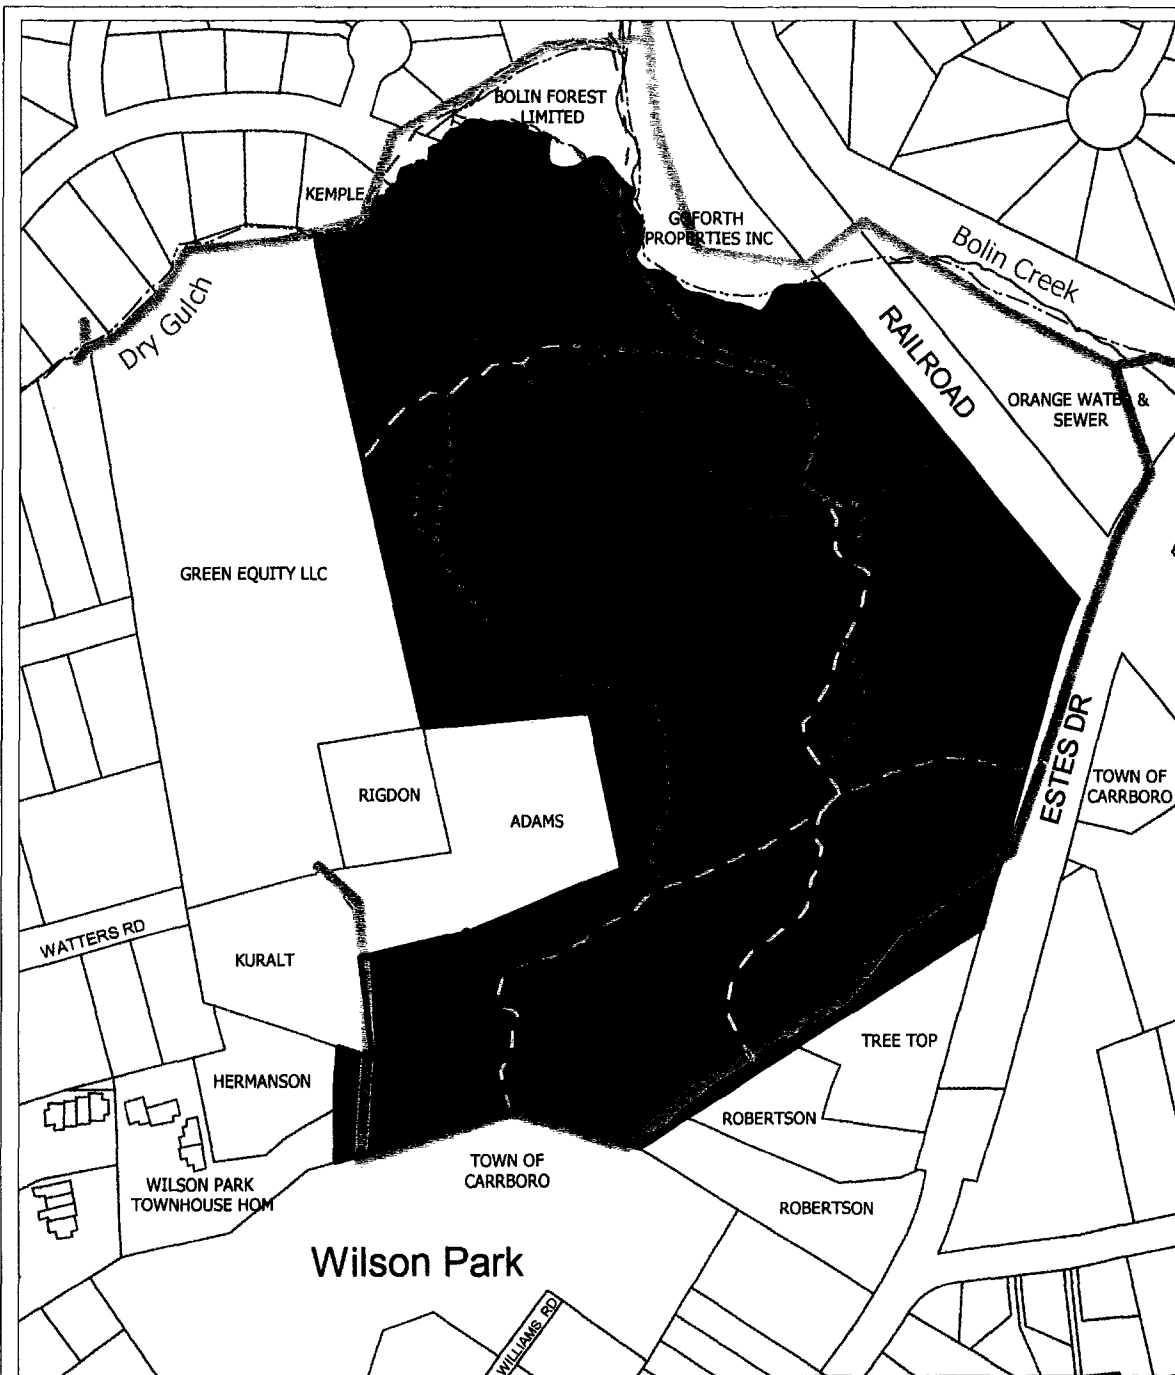 BOLIN FOREST
LIMITED
KEMPLE
GOFORTH
PROPERTIES INC
Bolin Creek
Dry Gulch
RAILROAD
ORANGE WATER &
SEWER
GREEN EQUITY LLC
ESTES DR
TOWN OF
CARRBORO
RIGDON
ADAMS
WATTERS RD
KURALT
TREE TOP
HERMANSON
ROBERTSON
TOWN OF
CARRBORO
WILSON PARK
TOWNHOUSE HOM
ROBERTSON
Wilson Park
WILLIAMS RD